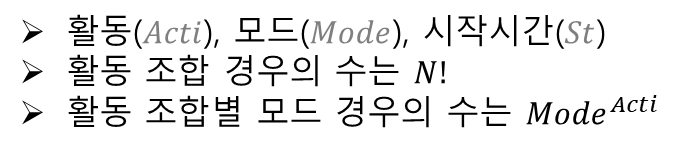 ➢ 활동(Acti), 모드(Mode), 시작시간(St)
➢ 활동 조합 경우의 수는 N!
➢ 활동 조합별 모드 경우의 수는 Mode^Acti